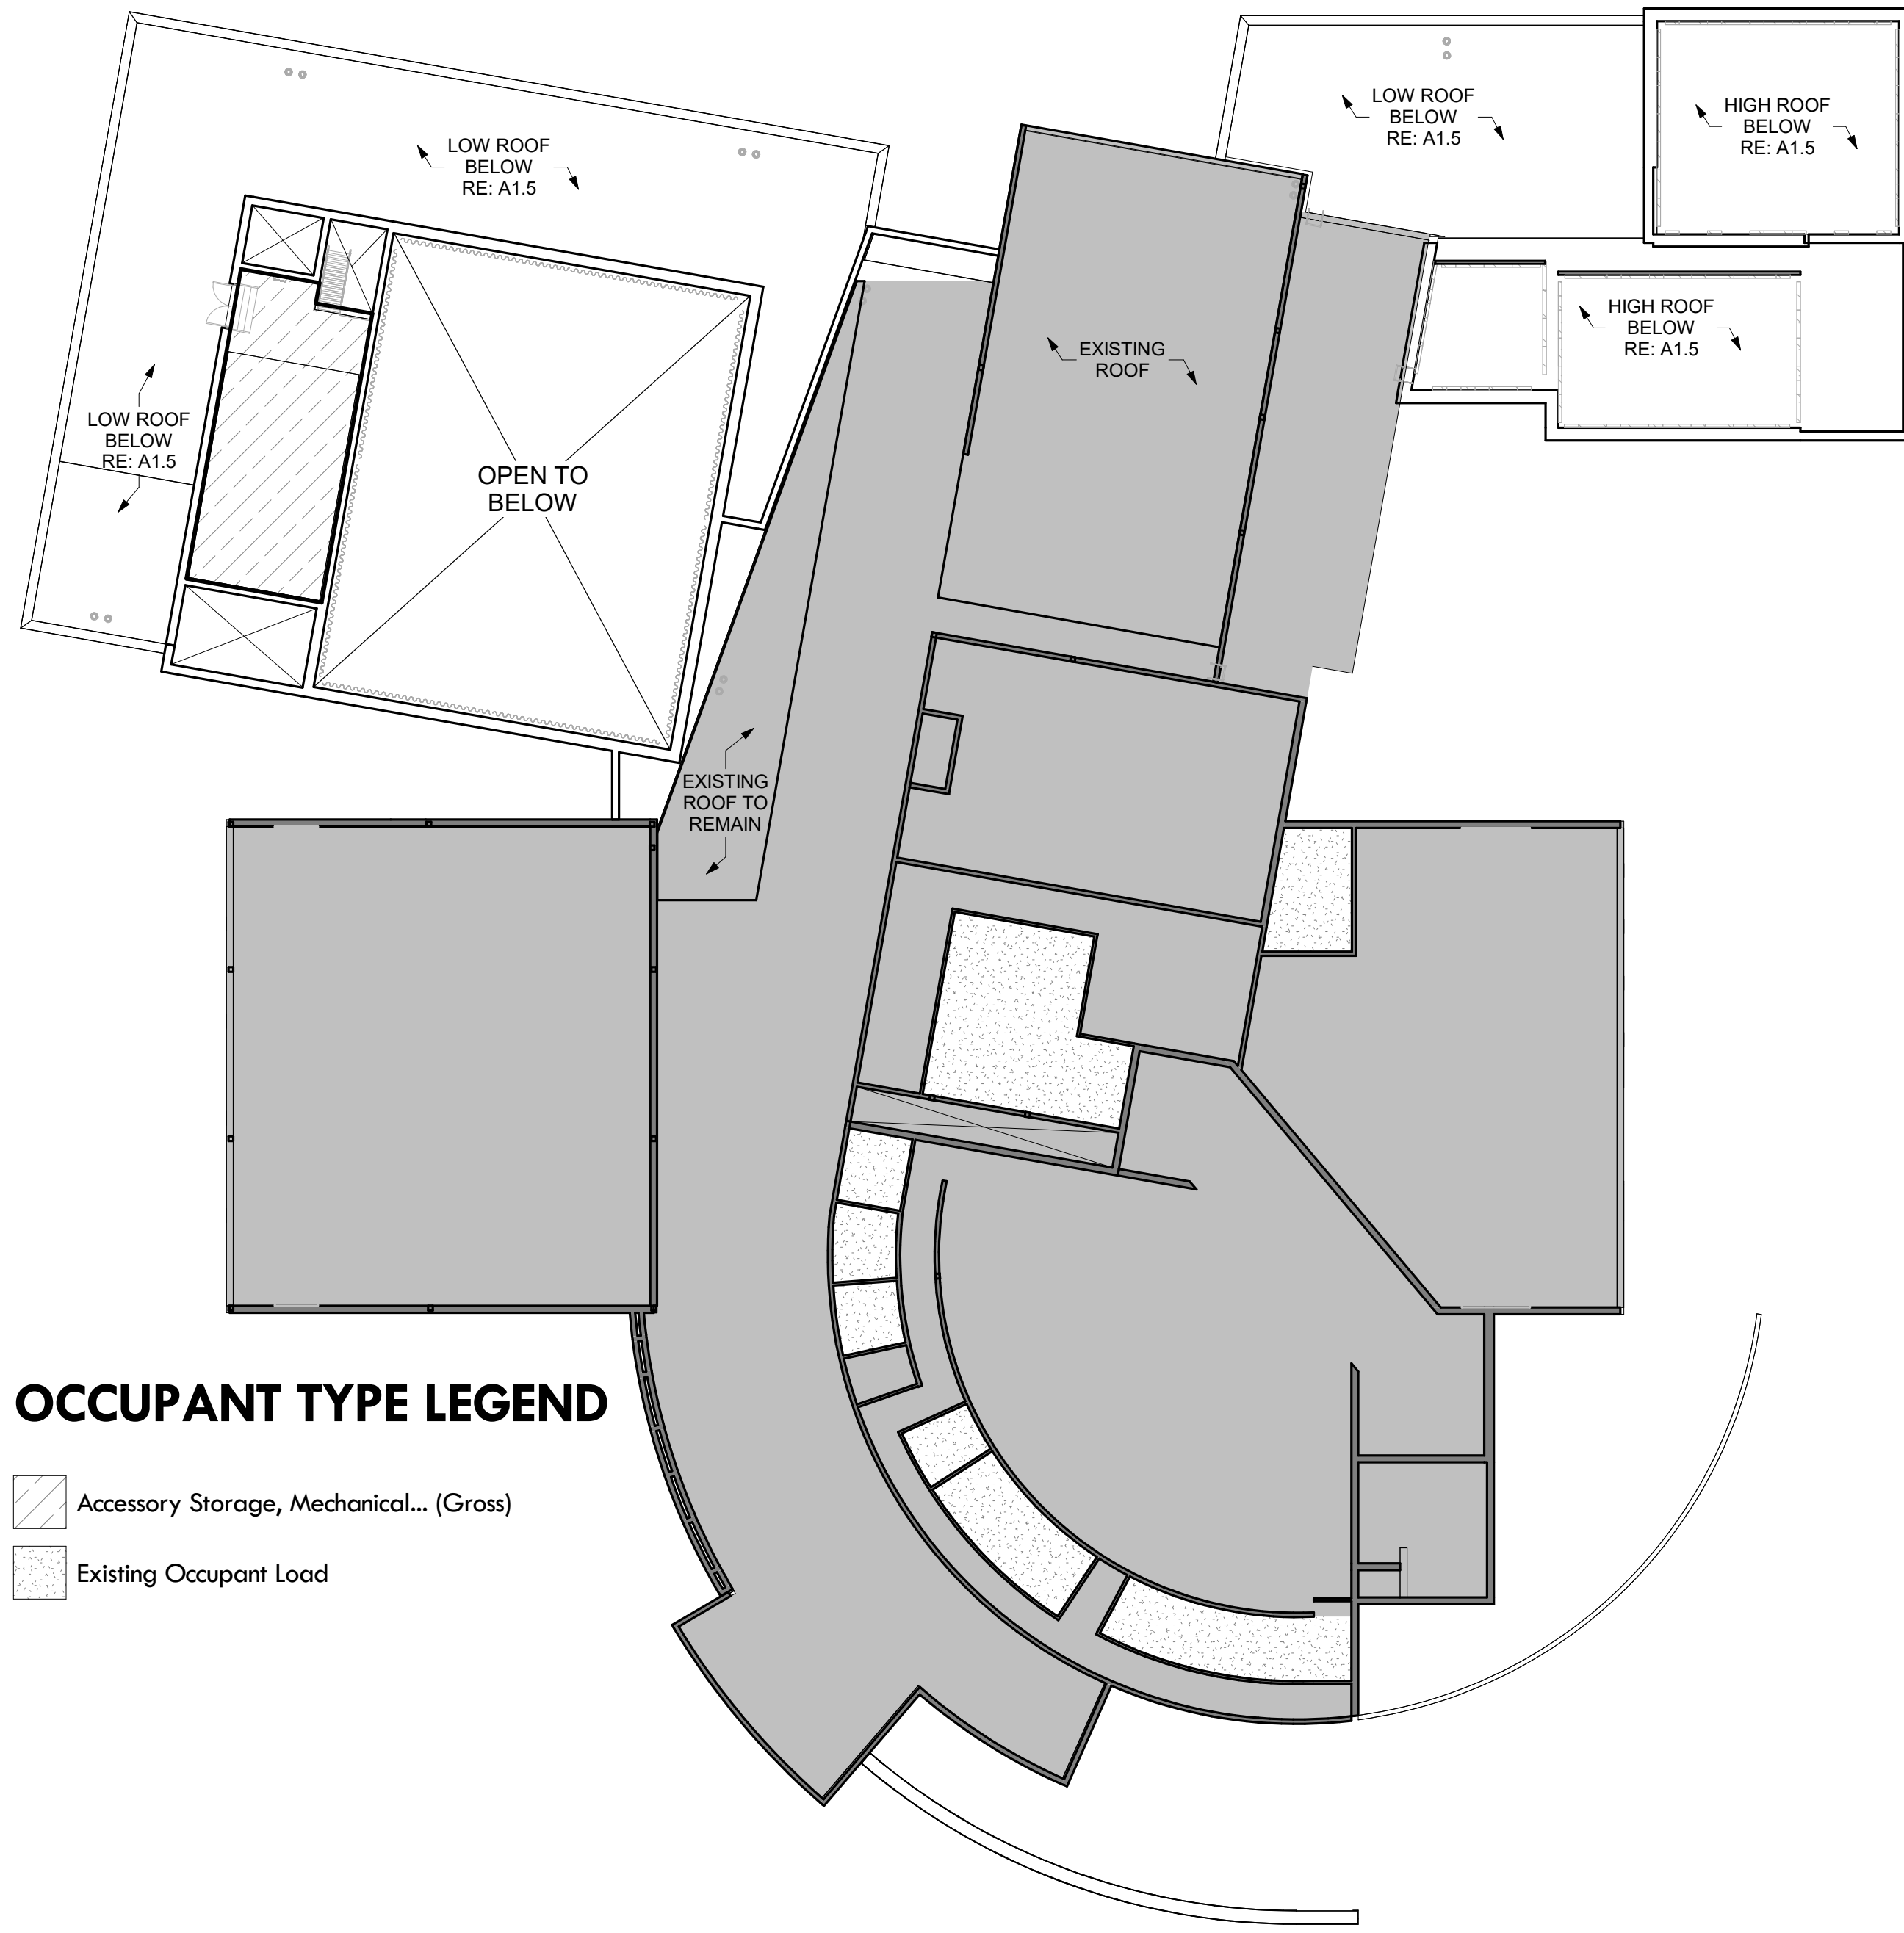 LOW ROOF
BELOW
RE: A1.5
LOW ROOF
BELOW
RE: A1.5
HIGH ROOF
BELOW
RE: A1.5
HIGH ROOF
BELOW
RE: A1.5
EXISTING
ROOF
LOW ROOF
BELOW
RE: A1.5
OPEN TO
BELOW
EXISTING
ROOF TO
REMAIN
OCCUPANT TYPE LEGEND
Accessory Storage, Mechanical... (Gross)
Existing Occupant Load